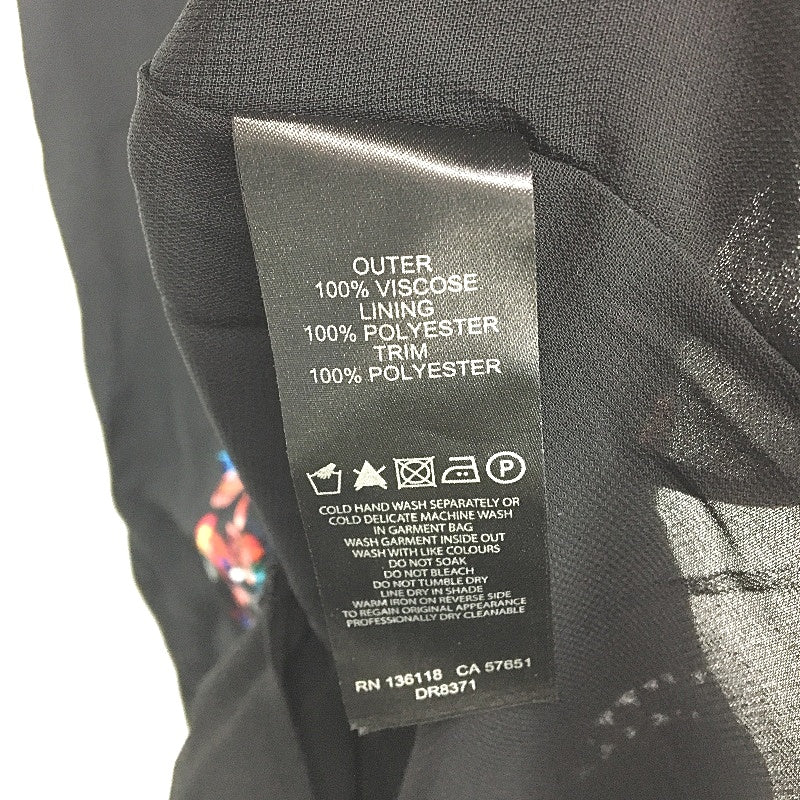 OUTER
100% VISCOSE
LINING
100% POLYESTER
TRIM
100% POLYESTER
P
COLD HAND WASH SEPARATELY OR
COLD DELICATE MACHINE WASH
IN GARMENT BAG
WASH GARMENT INSIDE OUT
WASH WITH LIKE COLOURS
DO NOT SOAK
DO NOT BLEACH
DO NOT TUMBLE DRY
LINE DRY IN SHADE
WARM IRON ON REVERSE SIDE
TO REGAIN ORIGINAL APPEARANCE
PROFESSIONALLY DRY CLEANABLE
RN 136118 CA 57651
DR8371